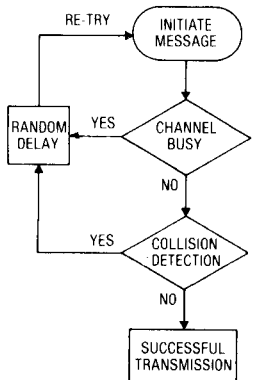 RE-TRY
INITIATE
MESSAGE
RANDOM
DELAY
YES
CHANNEL
BUSY
NO
YES
COLLISION
DETECTION
NO
SUCCESSFUL
TRANSMISSION